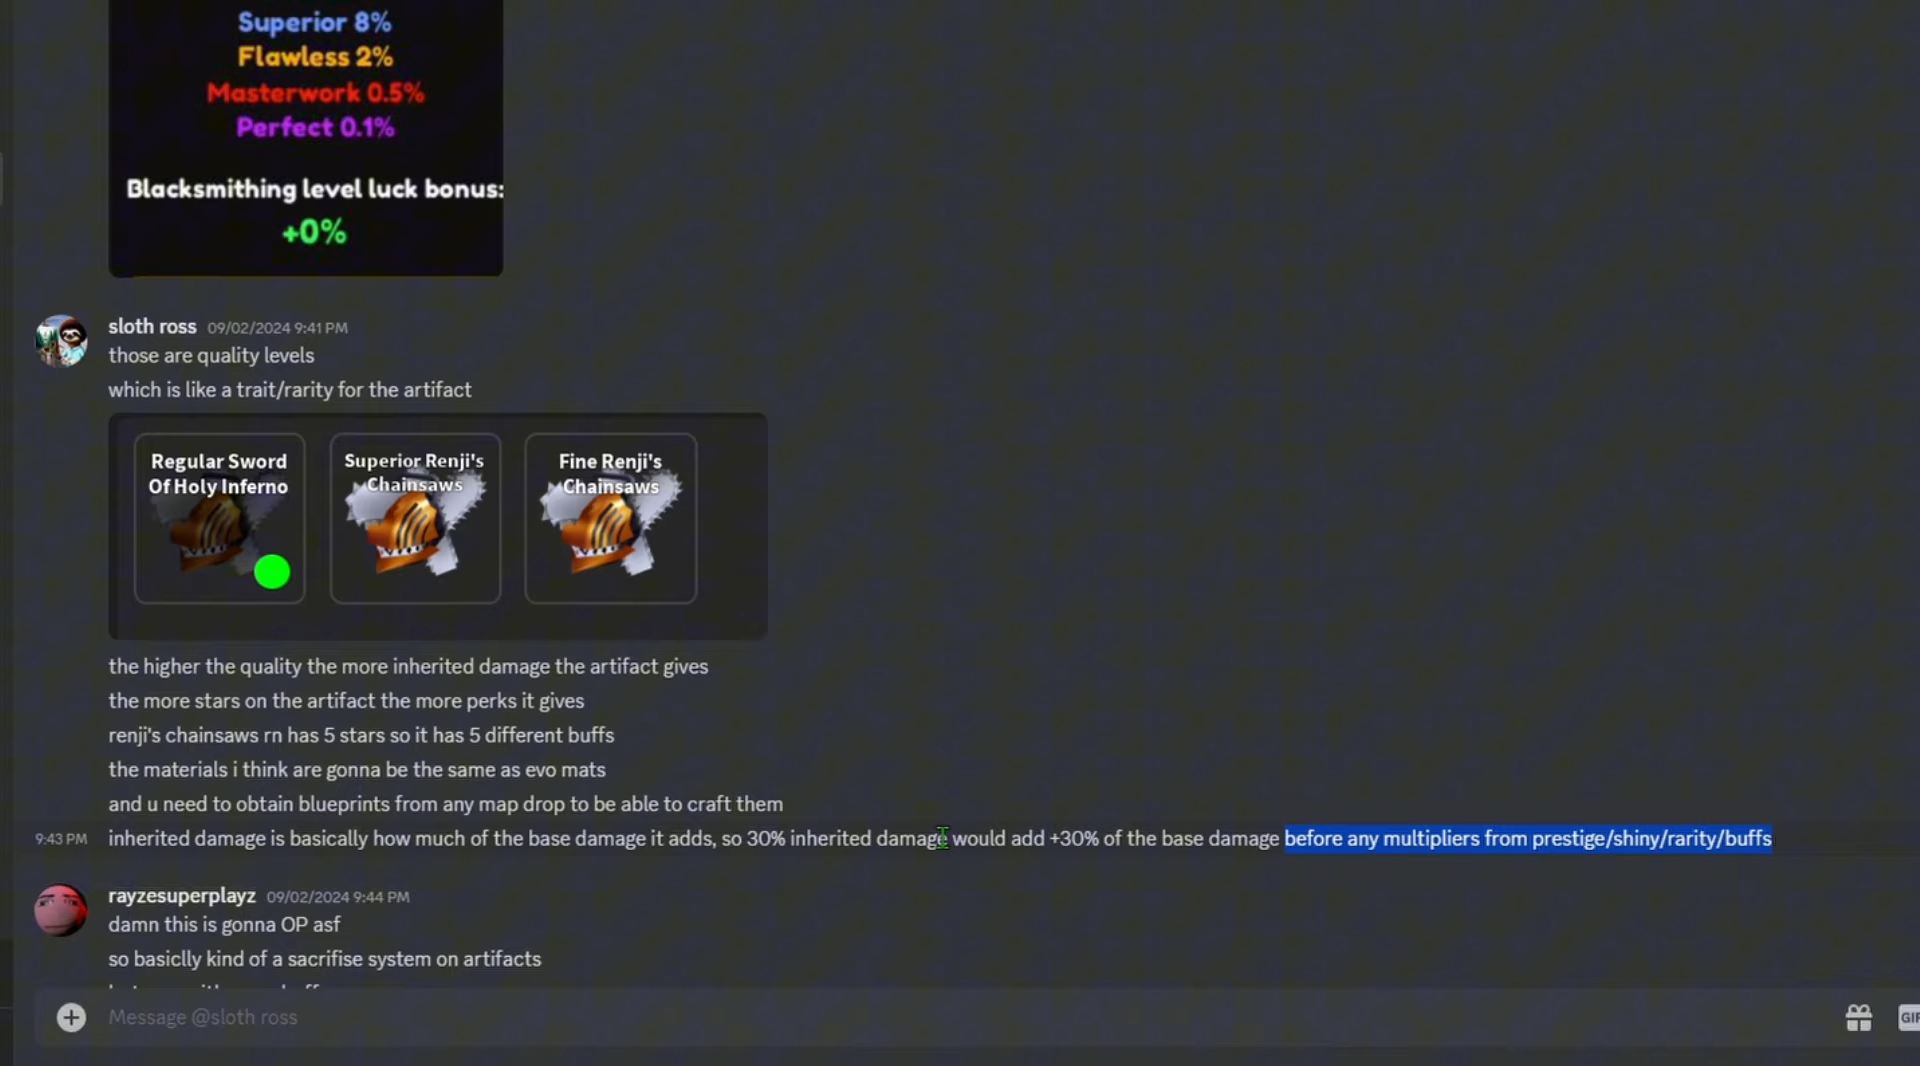 Superior 8%
Flawless 2%
Masterwork 0.5%
Perfect 0.1%
Blacksmithing level luck bonus:
+0%
sloth ross 09/02/2024 9:41 PM
those are quality levels
which is like a trait/rarity for the artifact
Regular Sword
Of Holy Inferno
Superior Renji's
Chainsaws
Fine Renji's
Chainsaws
the higher the quality the more inherited damage the artifact gives
the more stars on the artifact the more perks it gives
renji's chainsaws rn has 5 stars so it has 5 different buffs
the materials i think are gonna be the same as evo mats
and u need to obtain blueprints from any map drop to be able to craft them
9:43 PM inherited damage is basically how much of the base damage it adds, so 30% inherited damage would add +30% of the base damage before any multipliers from prestige/shiny/rarity/buffs
rayzesuperplayz 09/02/2024 9:44 PM
damn this is gonna OP asf
so basiclly kind of a sacrifise system on artifacts
Message @sloth ross
GIF